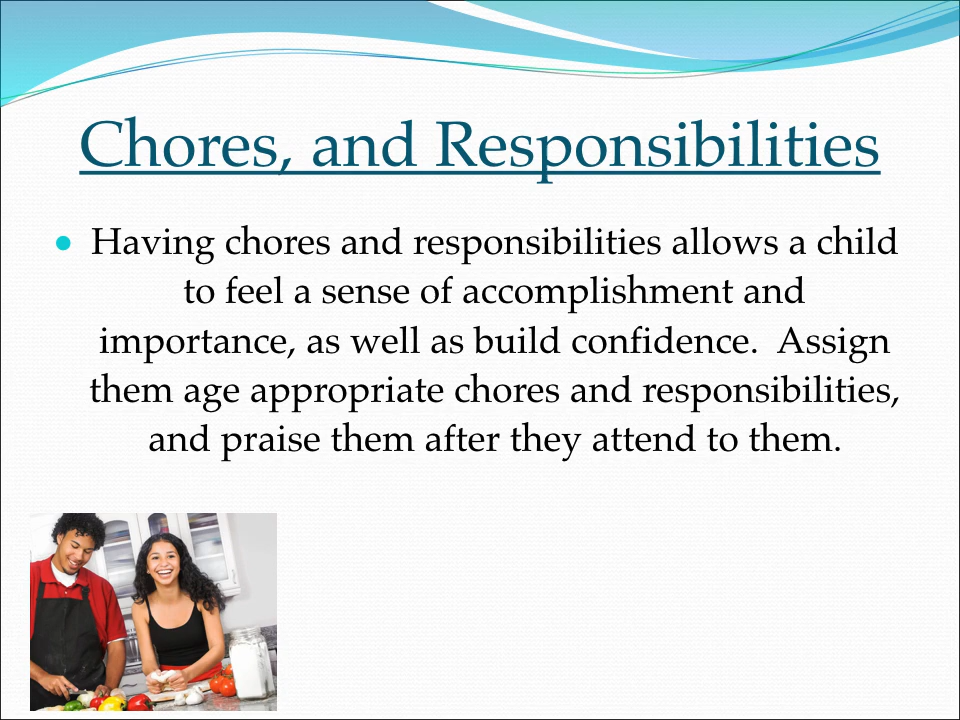 Chores, and Responsibilities
• Having chores and responsibilities allows a child
to feel a sense of accomplishment and
importance, as well as build confidence.  Assign
them age appropriate chores and responsibilities,
and praise them after they attend to them.